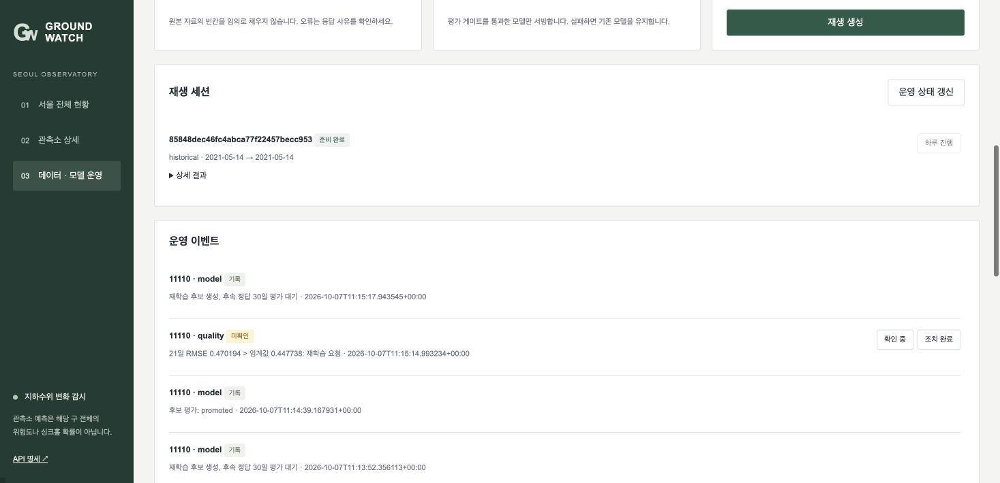 GW GROUND
WATCH
SEOUL OBSERVATORY
01 서울 전체 현황
02 관측소 상세
03 데이터 · 모델 운영
지하수위 변화 감시
관측소 예측은 해당 구 전체의
위험도나 싱크홀 확률이 아닙니다.
API 명세 ↗
원본 자료의 빈칸을 임의로 채우지 않습니다. 오류는 응답 사유를 확인하세요.
평가 게이트를 통과한 모델만 서빙합니다. 실패하면 기존 모델을 유지합니다.
재생 생성
재생 세션
운영 상태 갱신
85848dec46fc4abca77f22457becc953 준비 완료
하루 진행
historical · 2021-05-14 → 2021-05-14
▶ 상세 결과
운영 이벤트
11110 · model 기록
재학습 후보 생성, 후속 정답 30일 평가 대기 · 2026-10-07T11:15:17.943545+00:00
11110 · quality 미확인
확인 중
조치 완료
21일 RMSE 0.470194 > 임계값 0.447738: 재학습 요청 · 2026-10-07T11:15:14.993234+00:00
11110 · model 기록
후보 평가: promoted · 2026-10-07T11:14:39.167931+00:00
11110 · model 기록
재학습 후보 생성, 후속 정답 30일 평가 대기 · 2026-10-07T11:13:52.356113+00:00